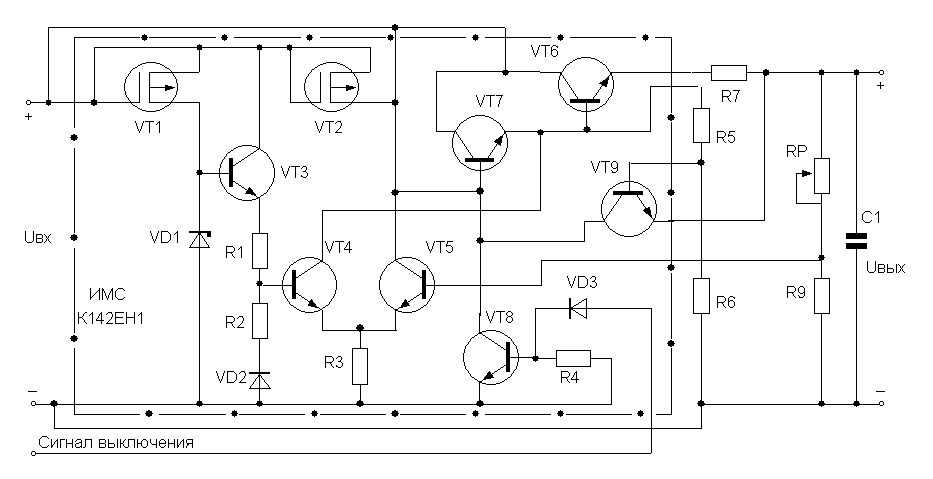 VT6
+
VT1
VT2
VT7
R7
+
R5
RP
VT3
VT9
C1
Uвх
VD1
R1
VT4
VT5
Uвых
ИМС
К142ЕН1
R2
VD3
R6
R9
VT8
R3
VD2
R4
–
–
Сигнал выключения